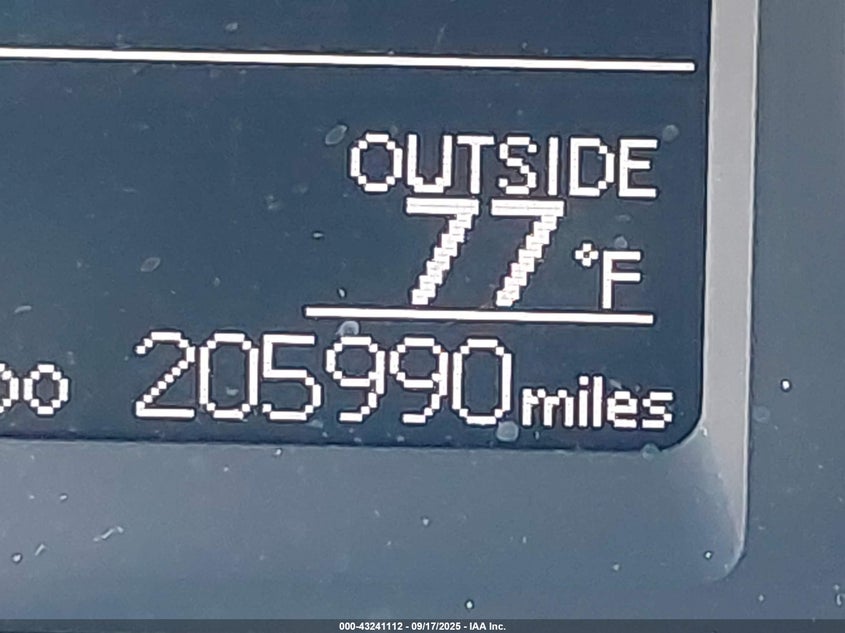 OUTSIDE
77 °F
205990 miles
000-43241112 - 09/17/2025 - IAA Inc.